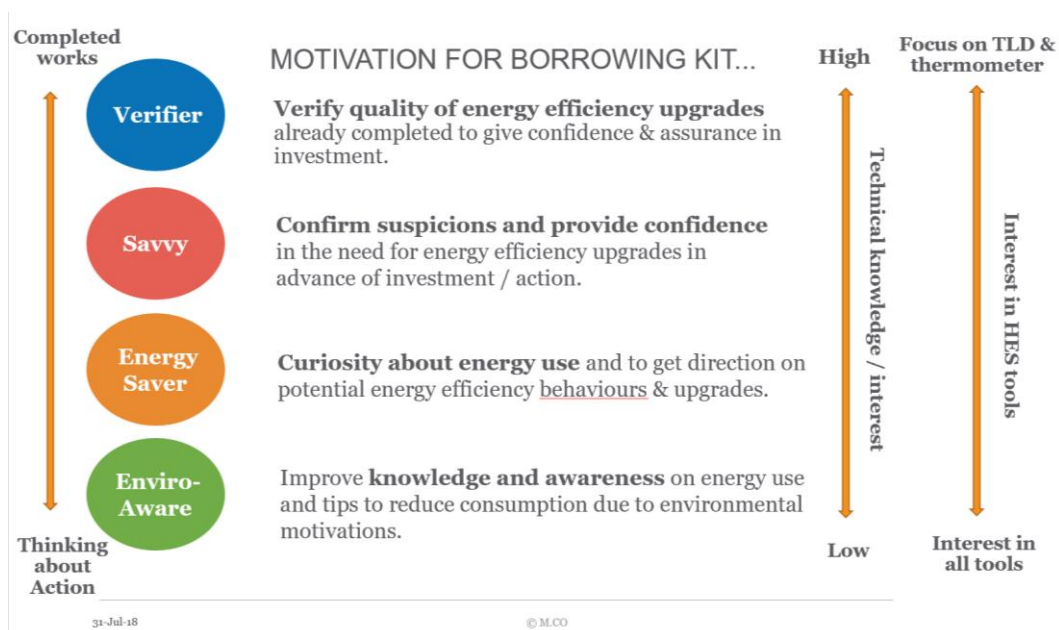 Completed
works
MOTIVATION FOR BORROWING KIT...
High
Focus on TLD &
thermometer
Verifier
Verify quality of energy efficiency upgrades
already completed to give confidence & assurance in
investment.
Savvy
Confirm suspicions and provide confidence
in the need for energy efficiency upgrades in
advance of investment / action.
Energy
Saver
Curiosity about energy use and to get direction on
potential energy efficiency behaviours & upgrades.
Enviro-
Aware
Improve knowledge and awareness on energy use
and tips to reduce consumption due to environmental
motivations.
Technical knowledge / interest
Interest in HES tools
Thinking
about
Action
Low
Interest in
all tools
31-Jul-18
© M.CO